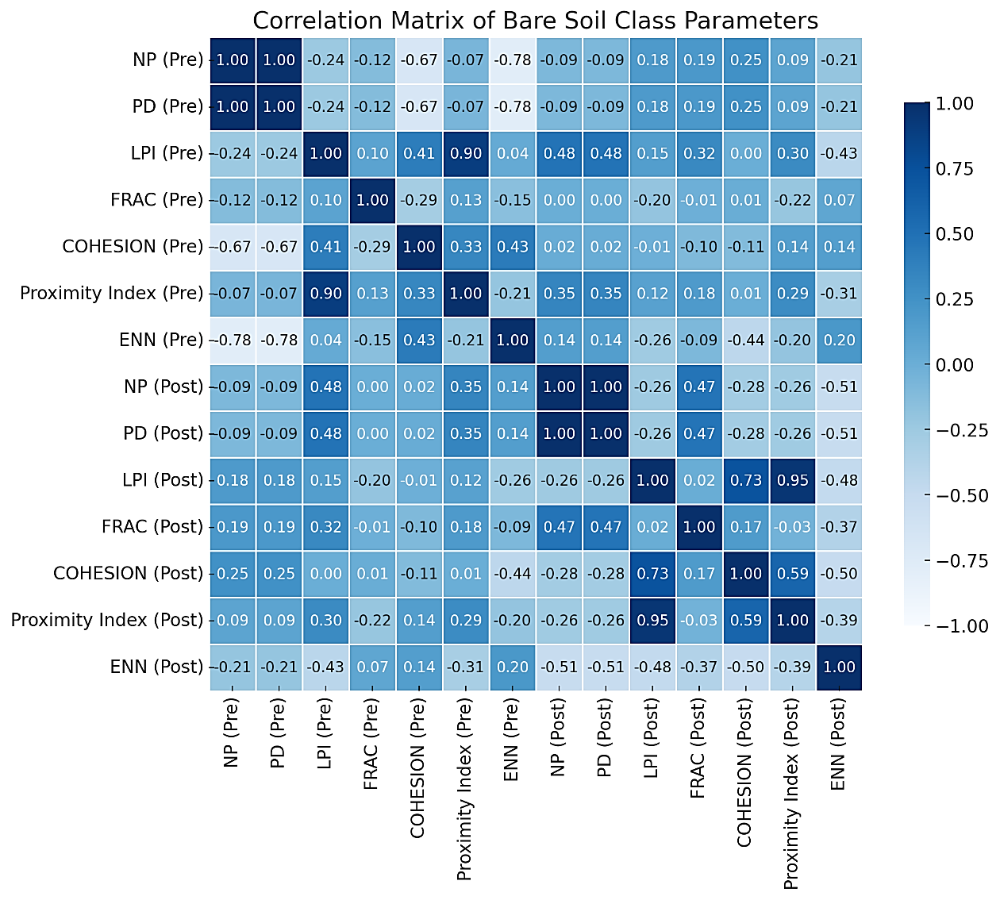 Correlation Matrix of Bare Soil Class Parameters
NP (Pre) 1.00 1.00 -0.24 -0.12 -0.67 -0.07 -0.78 -0.09 -0.09 0.18 0.19 0.25 0.09 -0.21
PD (Pre) 1.00 1.00 -0.24 -0.12 -0.67 -0.07 -0.78 -0.09 -0.09 0.18 0.19 0.25 0.09 -0.21
LPI (Pre) -0.24 -0.24 1.00 0.10 0.41 0.90 0.04 0.48 0.48 0.15 0.32 0.00 0.30 -0.43
FRAC (Pre) -0.12 -0.12 0.10 1.00 -0.29 0.13 -0.15 0.00 0.00 -0.20 -0.01 0.01 -0.22 0.07
COHESION (Pre) -0.67 -0.67 0.41 -0.29 1.00 0.33 0.43 0.02 0.02 -0.01 -0.10 -0.11 0.14 0.14
Proximity Index (Pre) -0.07 -0.07 0.90 0.13 0.33 1.00 -0.21 0.35 0.35 0.12 0.18 0.01 0.29 -0.31
ENN (Pre) -0.78 -0.78 0.04 -0.15 0.43 -0.21 1.00 0.14 0.14 -0.26 -0.09 -0.44 -0.20 0.20
NP (Post) -0.09 -0.09 0.48 0.00 0.02 0.35 0.14 1.00 1.00 -0.26 0.47 -0.28 -0.26 -0.51
PD (Post) -0.09 -0.09 0.48 0.00 0.02 0.35 0.14 1.00 1.00 -0.26 0.47 -0.28 -0.26 -0.51
LPI (Post) 0.18 0.18 0.15 -0.20 -0.01 0.12 -0.26 -0.26 -0.26 1.00 0.02 0.73 0.95 -0.48
FRAC (Post) 0.19 0.19 0.32 -0.01 -0.10 0.18 -0.09 0.47 0.47 0.02 1.00 0.17 -0.03 -0.37
COHESION (Post) 0.25 0.25 0.00 0.01 -0.11 0.01 -0.44 -0.28 -0.28 0.73 0.17 1.00 0.59 -0.50
Proximity Index (Post) 0.09 0.09 0.30 -0.22 0.14 0.29 -0.20 -0.26 -0.26 0.95 -0.03 0.59 1.00 -0.39
ENN (Post) -0.21 -0.21 -0.43 0.07 0.14 -0.31 0.20 -0.51 -0.51 -0.48 -0.37 -0.50 -0.39 1.00
NP (Pre)
PD (Pre)
LPI (Pre)
FRAC (Pre)
COHESION (Pre)
Proximity Index (Pre)
ENN (Pre)
NP (Post)
PD (Post)
LPI (Post)
FRAC (Post)
COHESION (Post)
Proximity Index (Post)
ENN (Post)
1.00
0.75
0.50
0.25
0.00
−0.25
−0.50
−0.75
−1.00